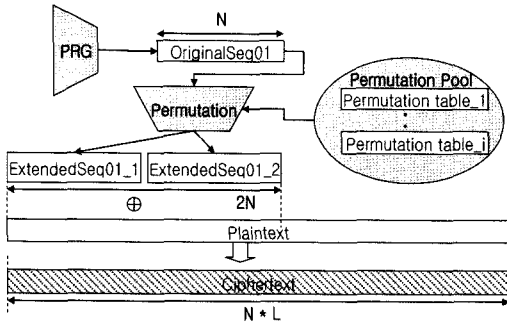 N
PRG
OriginalSeq01
Permutation Pool
Permutation table_1
Permutation
Permutation table_i
ExtendedSeq01_1
ExtendedSeq01_2
⊕
2N
Plaintext
Ciphertext
N * L